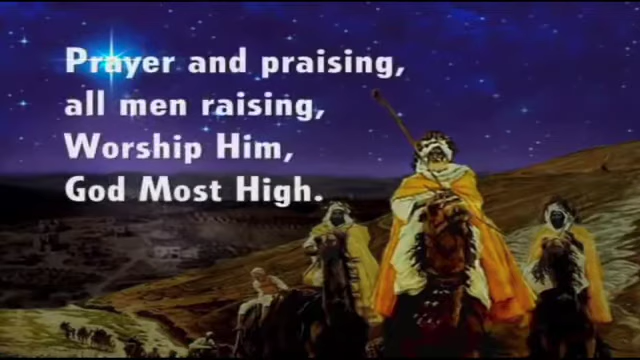 Prayer and praising,
all men raising,
Worship Him,
God Most High.